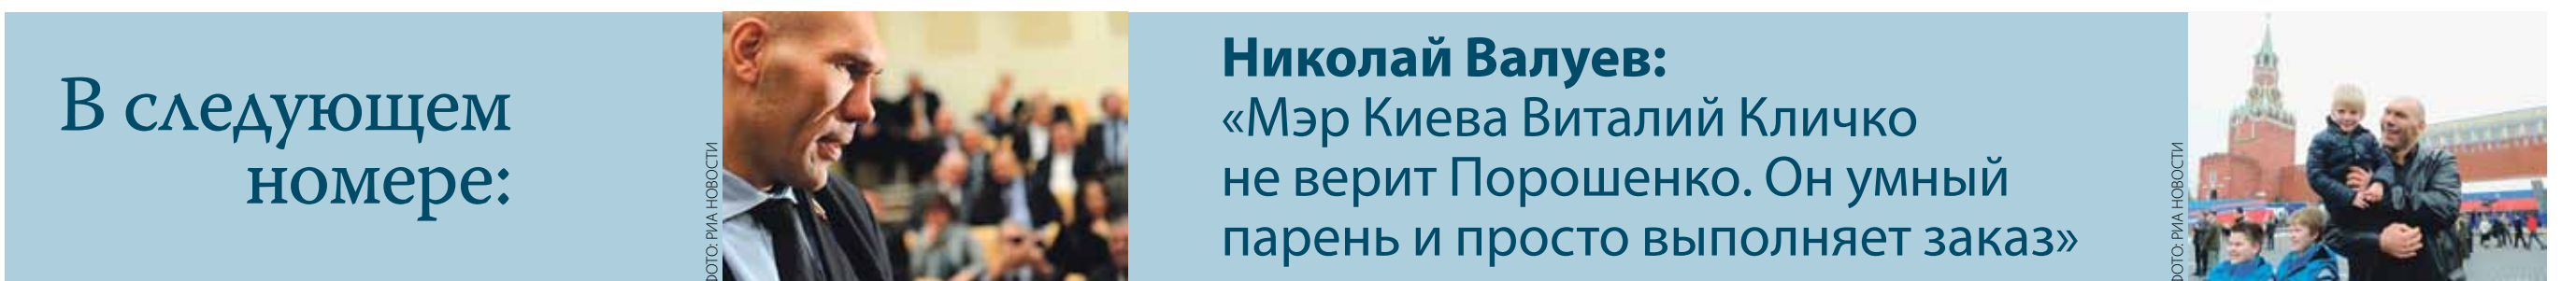 В следующем
номере:
ФОТО: РИА НОВОСТИ
Николай Валуев:
«Мэр Киева Виталий Кличко
не верит Порошенко. Он умный
парень и просто выполняет заказ»
ФОТО: РИА НОВОСТИ